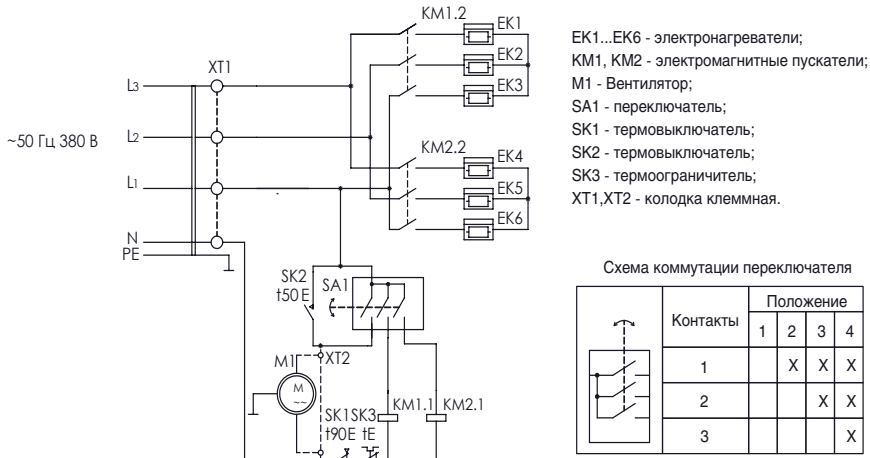 KM1.2
EK1
EK2
EK3
XT1
L3
~50 Гц 380 В
L2
L1
N
PE
KM2.2
EK4
EK5
EK6
SK2
t50 E
SA1
M1
XT2
M
~~
SK1 SK3
t90E tE
KM1.1
KM2.1
EK1...EK6 - электронагреватели;
KM1, KM2 - электромагнитные пускатели;
M1 - Вентилятор;
SA1 - переключатель;
SK1 - термовыключатель;
SK2 - термовыключатель;
SK3 - термоограничитель;
XT1,XT2 - колодка клеммная.
Схема коммутации переключателя
Контакты Положение
1 2 3 4
1 X X X
2 X X
3 X